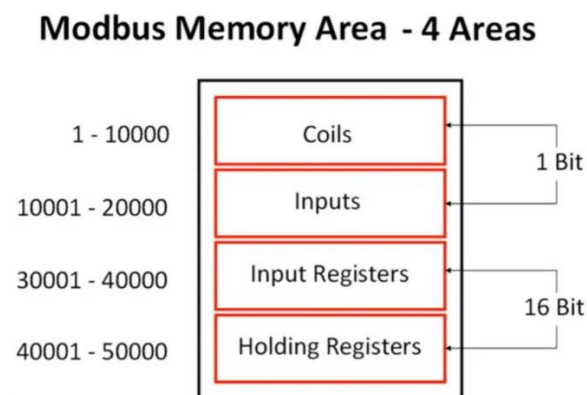 Modbus Memory Area - 4 Areas
1 - 10000
Coils
1 Bit
10001 - 20000
Inputs
30001 - 40000
Input Registers
16 Bit
40001 - 50000
Holding Registers